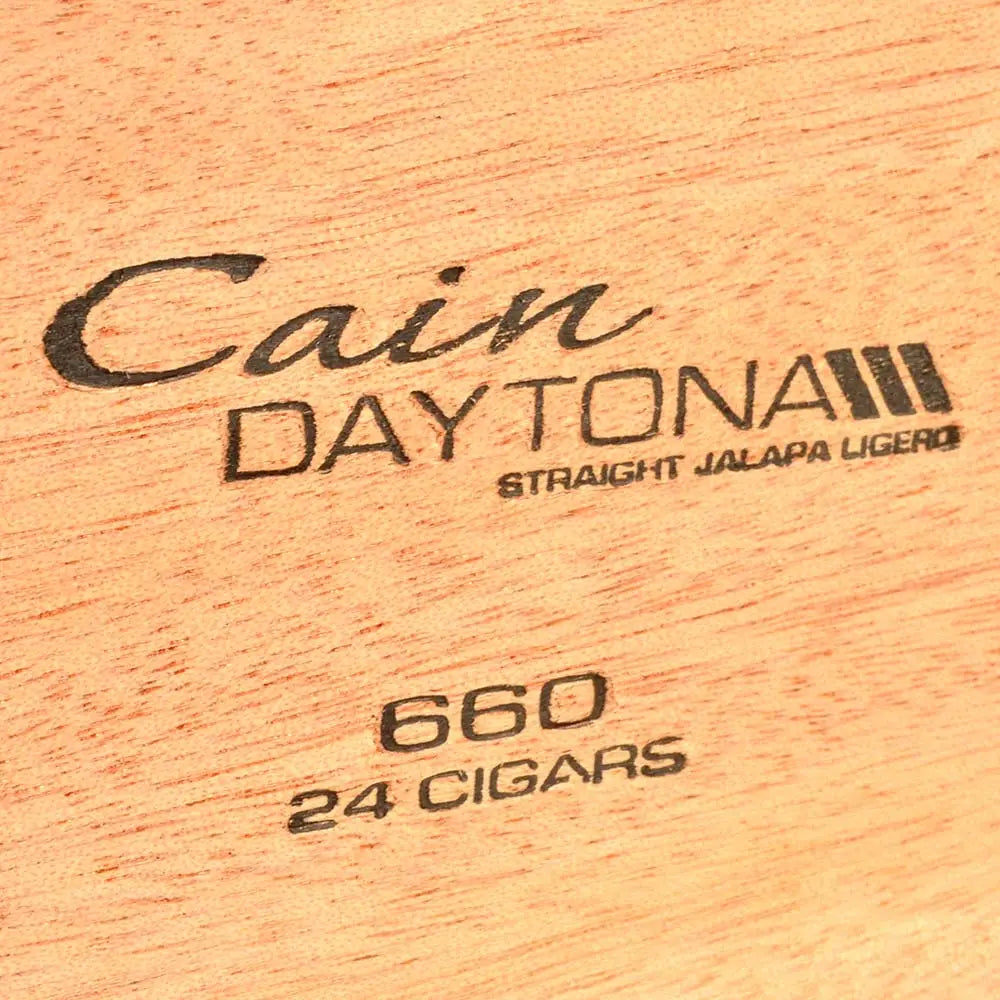 Cain
DAYTONA
STRAIGHT JALAPA LIGERO
660
24 CIGARS